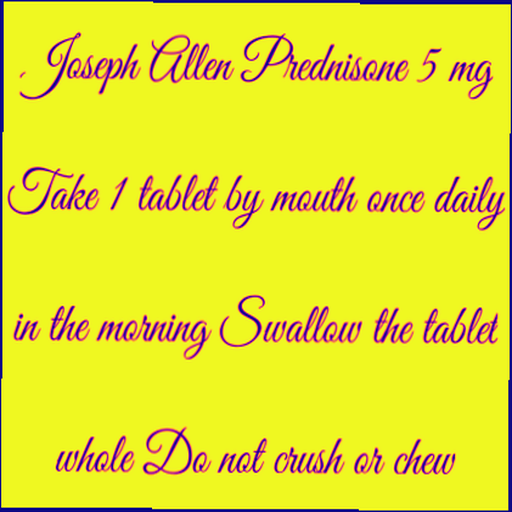 Joseph Allen Prednisone 5 mg
Take 1 tablet by mouth once daily
in the morning Swallow the tablet
whole Do not crush or chew